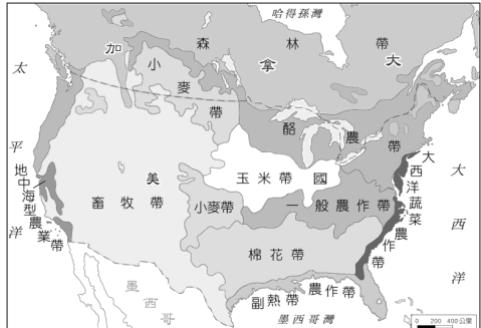 哈得孫灣
森林帶
加拿大
小麥帶
太平洋
酪農帶
大西洋
美國
玉米帶
畜牧帶
小麥帶
一般農作帶
地中海型農業帶
大西洋蔬菜農作帶
棉花帶
副熱帶農作帶
墨西哥
墨西哥灣
0 200 400公里